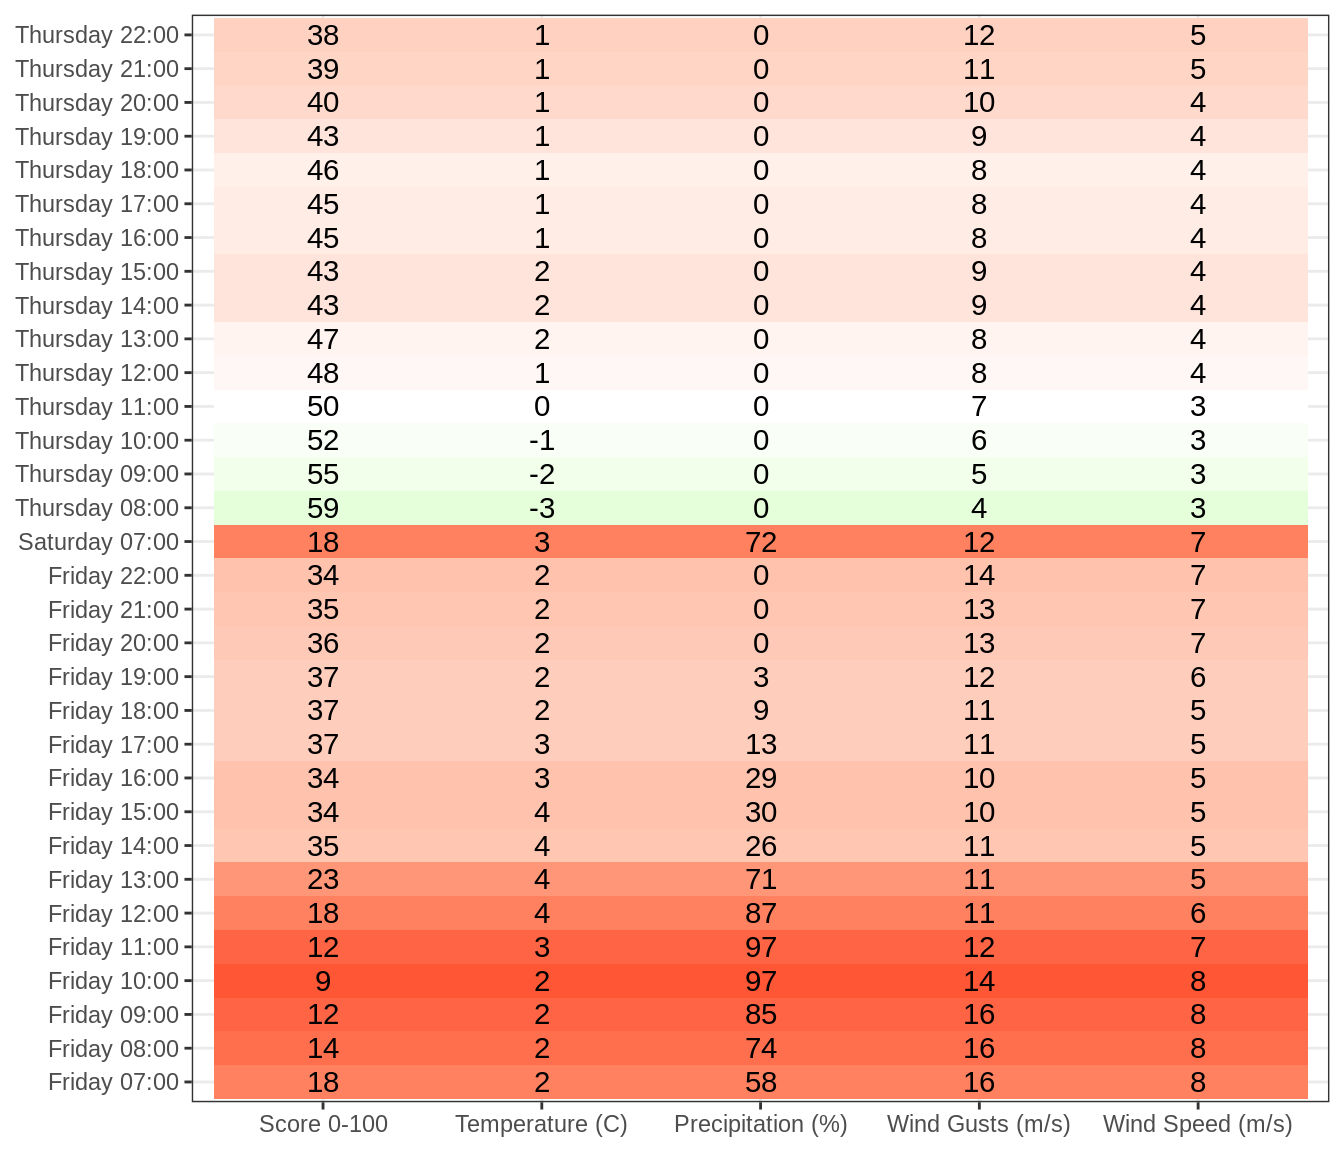 Thursday 22:00 38 1 0 12 5
Thursday 21:00 39 1 0 11 5
Thursday 20:00 40 1 0 10 4
Thursday 19:00 43 1 0 9 4
Thursday 18:00 46 1 0 8 4
Thursday 17:00 45 1 0 8 4
Thursday 16:00 45 1 0 8 4
Thursday 15:00 43 2 0 9 4
Thursday 14:00 43 2 0 9 4
Thursday 13:00 47 2 0 8 4
Thursday 12:00 48 1 0 8 4
Thursday 11:00 50 0 0 7 3
Thursday 10:00 52 -1 0 6 3
Thursday 09:00 55 -2 0 5 3
Thursday 08:00 59 -3 0 4 3
Saturday 07:00 18 3 72 12 7
Friday 22:00 34 2 0 14 7
Friday 21:00 35 2 0 13 7
Friday 20:00 36 2 0 13 7
Friday 19:00 37 2 3 12 6
Friday 18:00 37 2 9 11 5
Friday 17:00 37 3 13 11 5
Friday 16:00 34 3 29 10 5
Friday 15:00 34 4 30 10 5
Friday 14:00 35 4 26 11 5
Friday 13:00 23 4 71 11 5
Friday 12:00 18 4 87 11 6
Friday 11:00 12 3 97 12 7
Friday 10:00 9 2 97 14 8
Friday 09:00 12 2 85 16 8
Friday 08:00 14 2 74 16 8
Friday 07:00 18 2 58 16 8
Score 0-100 Temperature (C) Precipitation (%) Wind Gusts (m/s) Wind Speed (m/s)